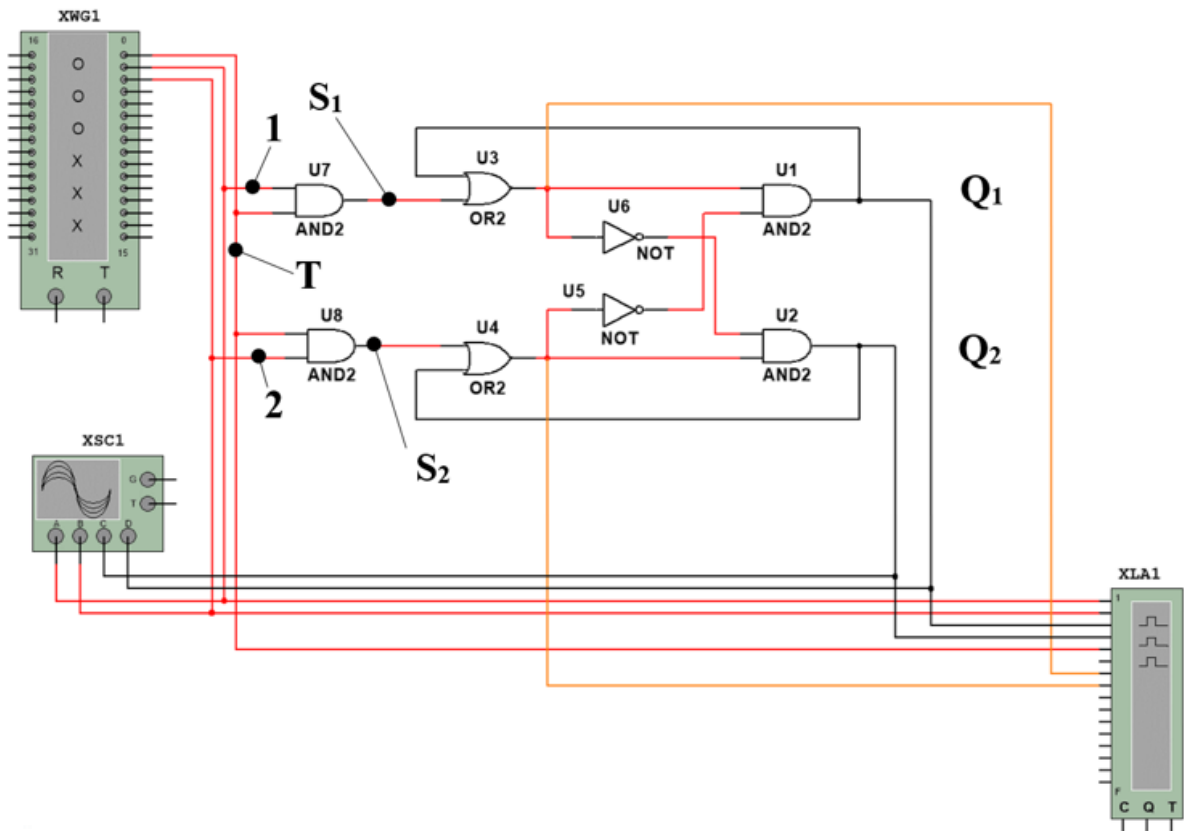 XWG1
16
0
O
O
O
X
X
X
31
15
R
T
1
S₁
U7
AND2
U3
OR2
U1
AND2
Q₁
U6
NOT
T
U5
NOT
U8
AND2
U4
OR2
U2
AND2
Q₂
2
S₂
XSC1
G
T
A
B
C
D
XLA1
1
F
C Q T